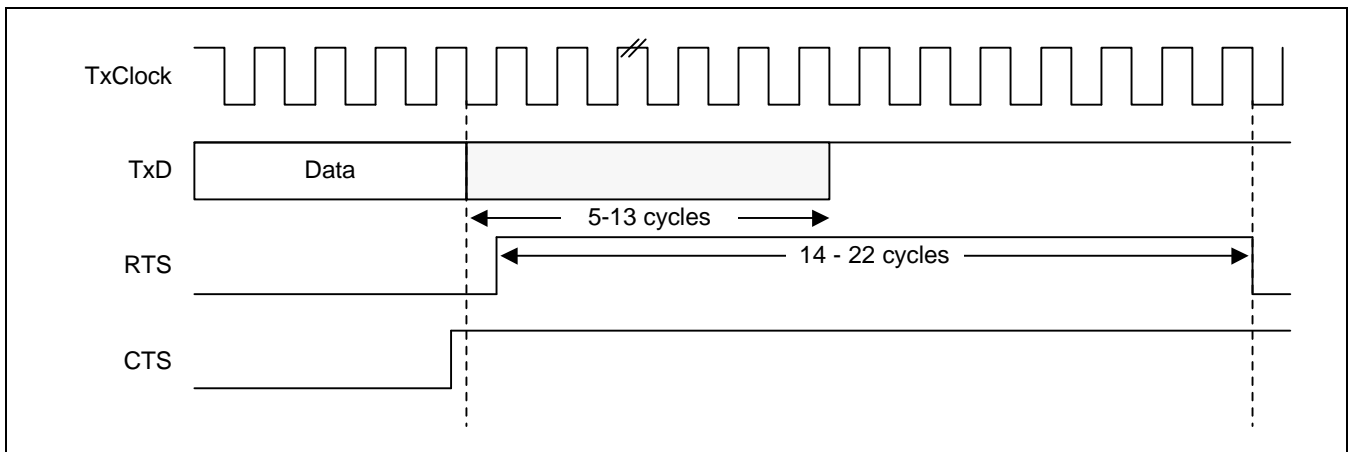 TxClock
TxD
Data
5-13 cycles
RTS
14 - 22 cycles
CTS